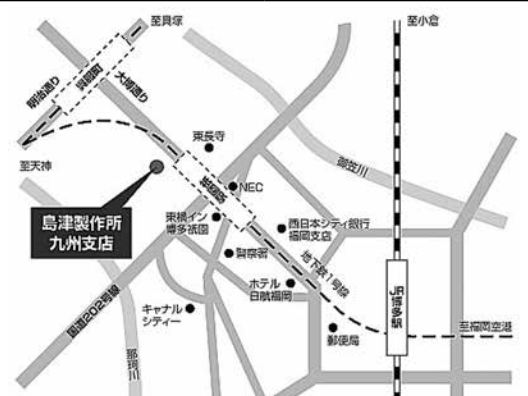 至貝塚
至小倉
明治通り
呉服町
大博通り
東長寺
御笠川
至天神
祇園駅
NEC
島津製作所
九州支店
東横イン
博多祇園
西日本シティ銀行
福岡支店
警察署
地下鉄1号線
ホテル
日航福岡
国道202号線
キャナル
シティー
JR博多駅
至福岡空港
郵便局
那珂川